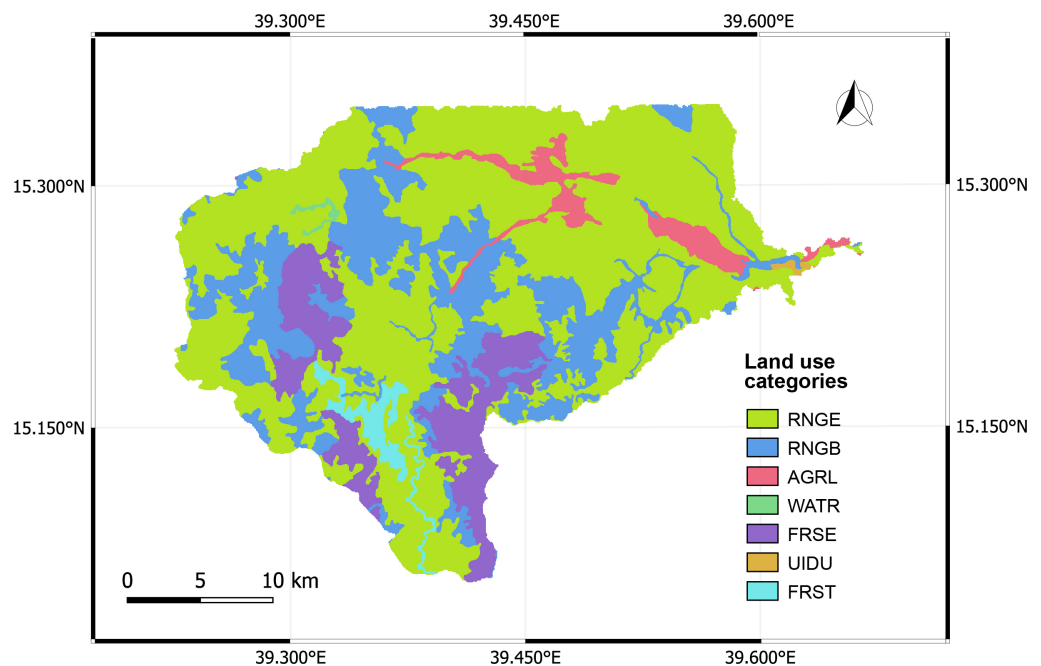 39.300°E 39.450°E 39.600°E
15.300°N 15.300°N
Land use
categories
RNGE
15.150°N 15.150°N
RNGB
AGRL
WATR
FRSE
UIDU
FRST
0 5 10 km
39.300°E 39.450°E 39.600°E